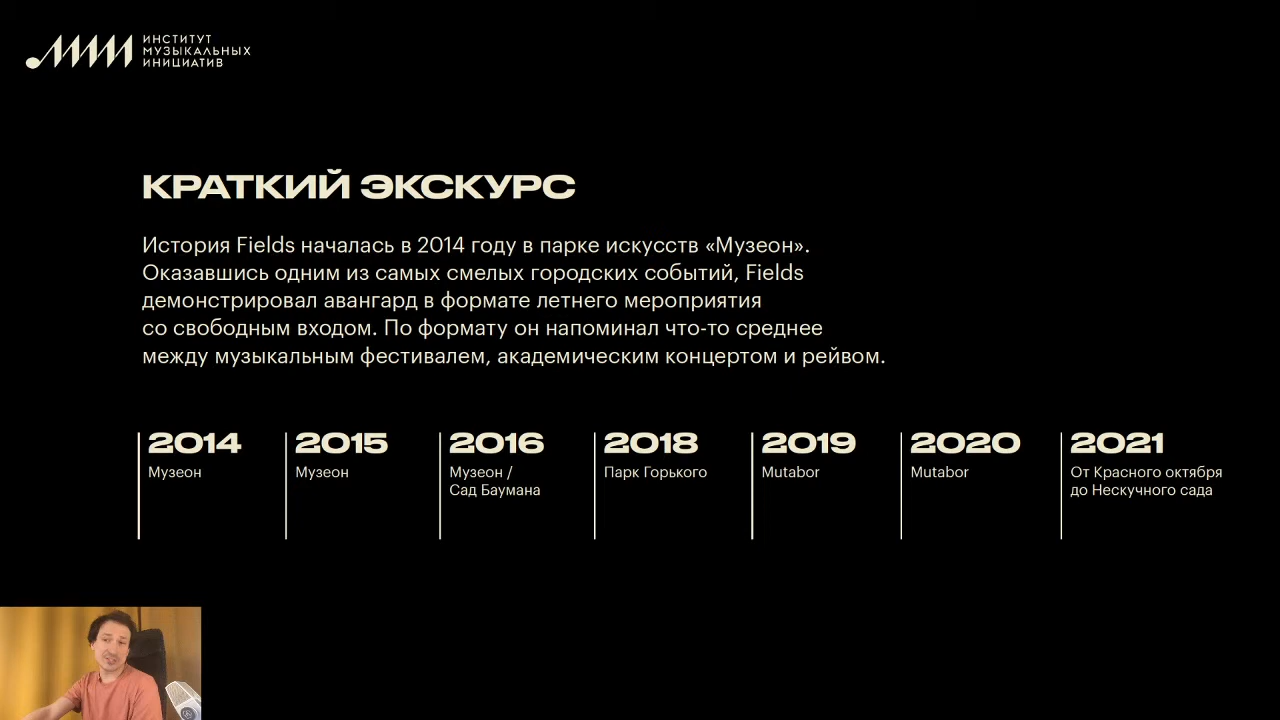 ИНСТИТУТ
МУЗЫКАЛЬНЫХ
ИНИЦИАТИВ
КРАТКИЙ ЭКСКУРС
История Fields началась в 2014 году в парке искусств «Музеон».
Оказавшись одним из самых смелых городских событий, Fields
демонстрировал авангард в формате летнего мероприятия
со свободным входом. По формату он напоминал что-то среднее
между музыкальным фестивалем, академическим концертом и рейвом.
2014
Музеон
2015
Музеон
2016
Музеон /
Сад Баумана
2018
Парк Горького
2019
Mutabor
2020
Mutabor
2021
От Красного октября
до Нескучного сада